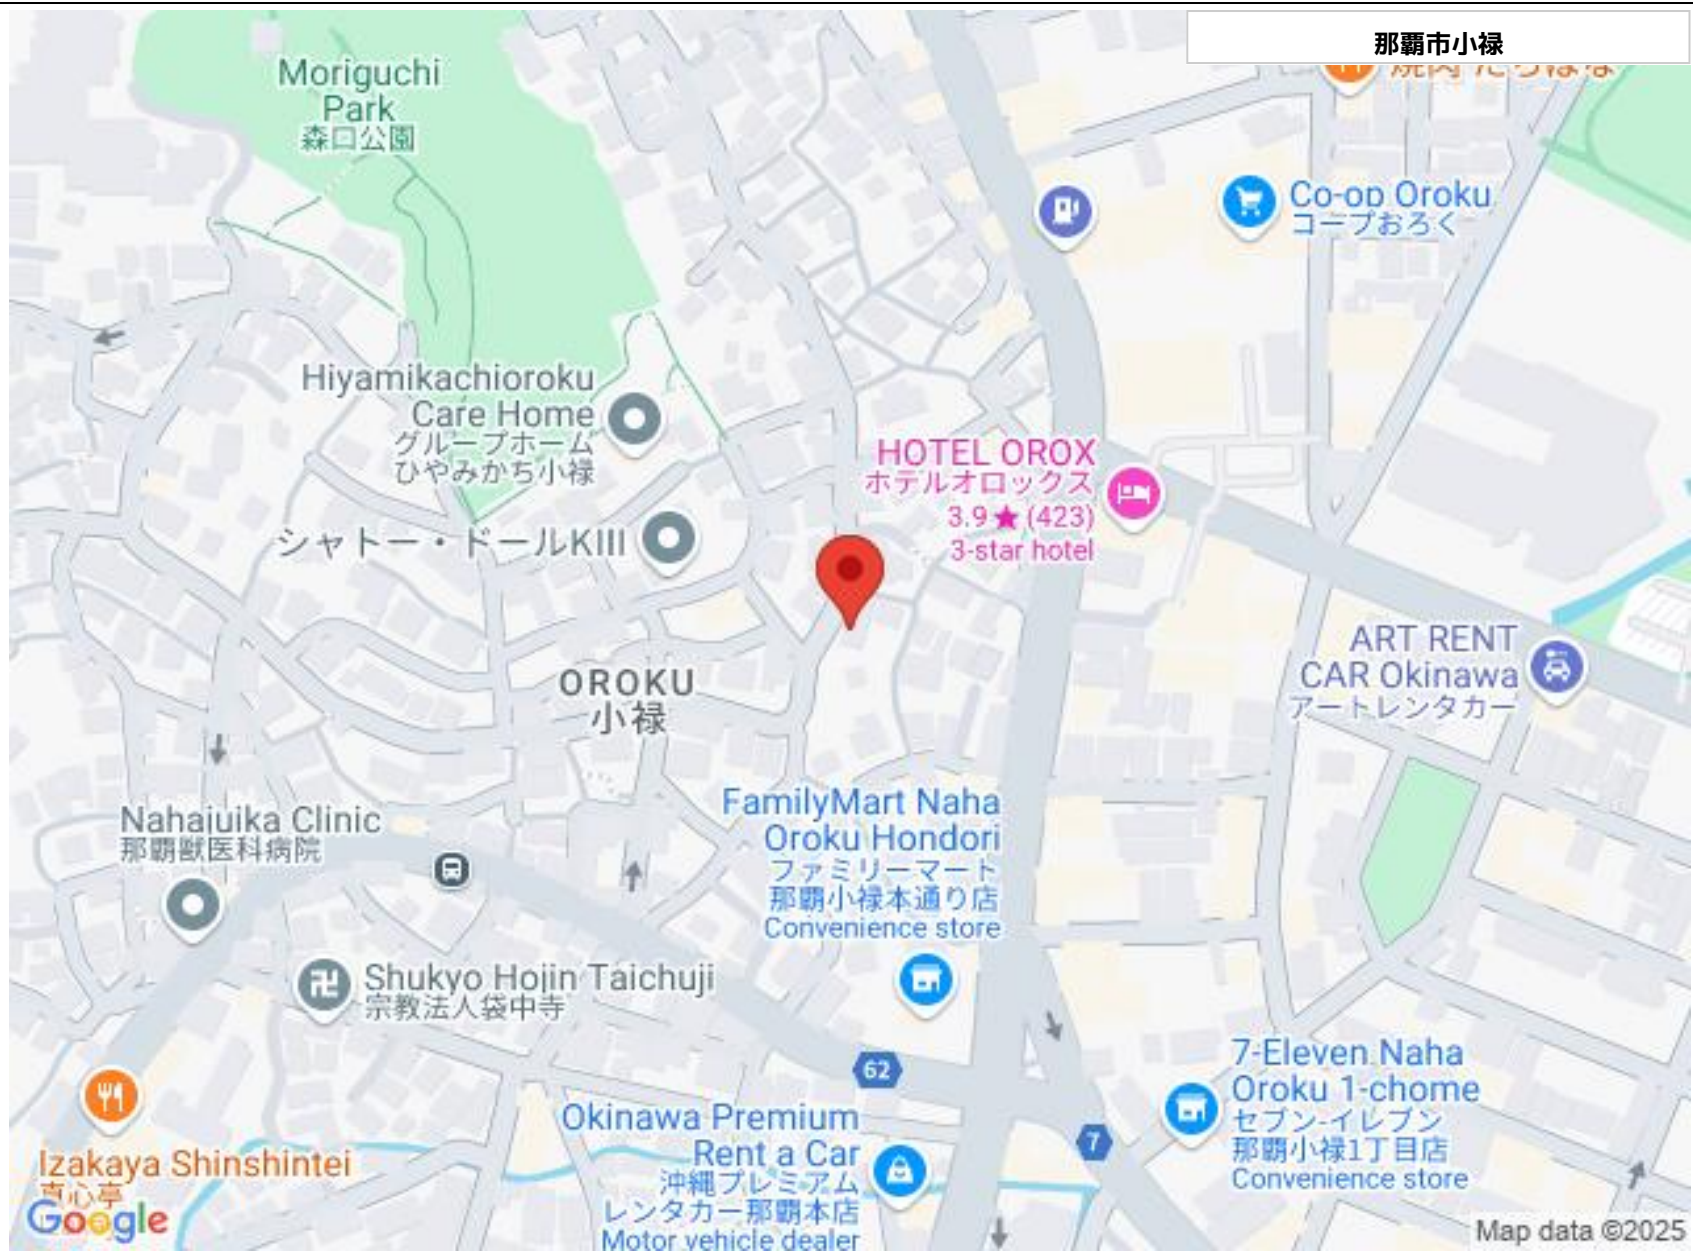 那覇市小禄
Moriguchi
Park
森口公園
Co-op Oroku
コープおろく
Hiyamikachioroku
Care Home
グループホーム
ひやみかち小禄
HOTEL OROX
ホテルオロックス
3.9★ (423)
3-star hotel
シャトー・ドールKIII
ART RENT
CAR Okinawa
アートレンタカー
OROKU
小禄
FamilyMart Naha
Oroku Hondori
ファミリーマート
那覇小禄本通り店
Convenience store
Nahajuika Clinic
那覇獣医科病院
Shukyo Hojin Taichuji
宗教法人袋中寺
62
7-Eleven Naha
Oroku 1-chome
セブン-イレブン
那覇小禄1丁目店
Convenience store
7
Okinawa Premium
Rent a Car
沖縄プレミアム
レンタカー那覇本店
Motor vehicle dealer
Izakaya Shinshintei
真心亭
Google
Map data ©2025